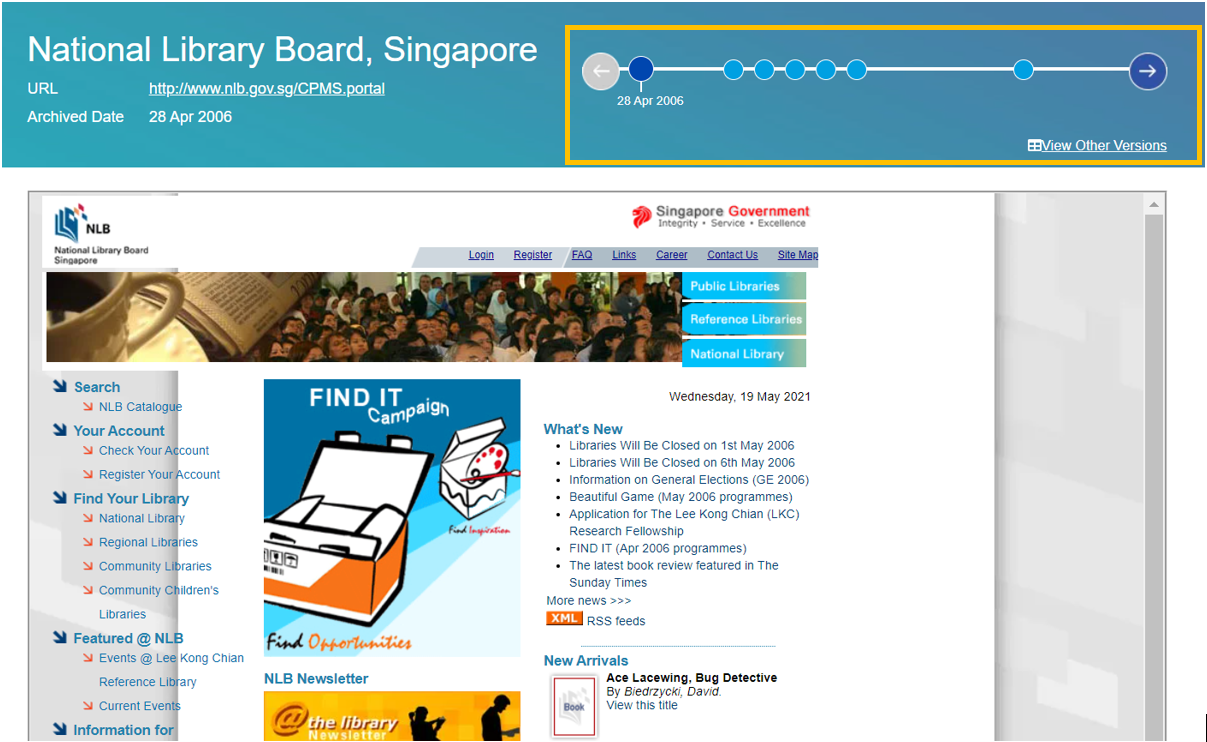 National Library Board, Singapore
URL http://www.nlb.gov.sg/CPMS.portal
Archived Date 28 Apr 2006
28 Apr 2006
View Other Versions
NLB
National Library Board
Singapore
Singapore Government
Integrity • Service • Excellence
Login Register FAQ Links Career Contact Us Site Map
Public Libraries
Reference Libraries
National Library
Search
NLB Catalogue
Your Account
Check Your Account
Register Your Account
Find Your Library
National Library
Regional Libraries
Community Libraries
Community Children's
Libraries
Featured @ NLB
Events @ Lee Kong Chian
Reference Library
Current Events
Information for
FIND IT
Campaign
Find Inspiration
Find Opportunities
NLB Newsletter
@the library
Newsletter
Wednesday, 19 May 2021
What's New
Libraries Will Be Closed on 1st May 2006
Libraries Will Be Closed on 6th May 2006
Information on General Elections (GE 2006)
Beautiful Game (May 2006 programmes)
Application for The Lee Kong Chian (LKC)
Research Fellowship
FIND IT (Apr 2006 programmes)
The latest book review featured in The
Sunday Times
More news >>>
XML RSS feeds
New Arrivals
Book
Ace Lacewing, Bug Detective
By Biedrzycki, David.
View this title